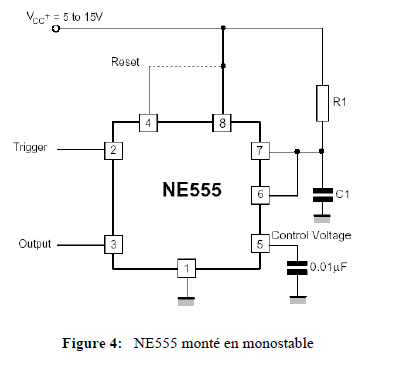 VCC+ = 5 to 15V
Reset
R1
4
8
Trigger
2
7
NE555
6
C1
Output
3
5
Control Voltage
0.01µF
1
Figure 4: NE555 monté en monostable